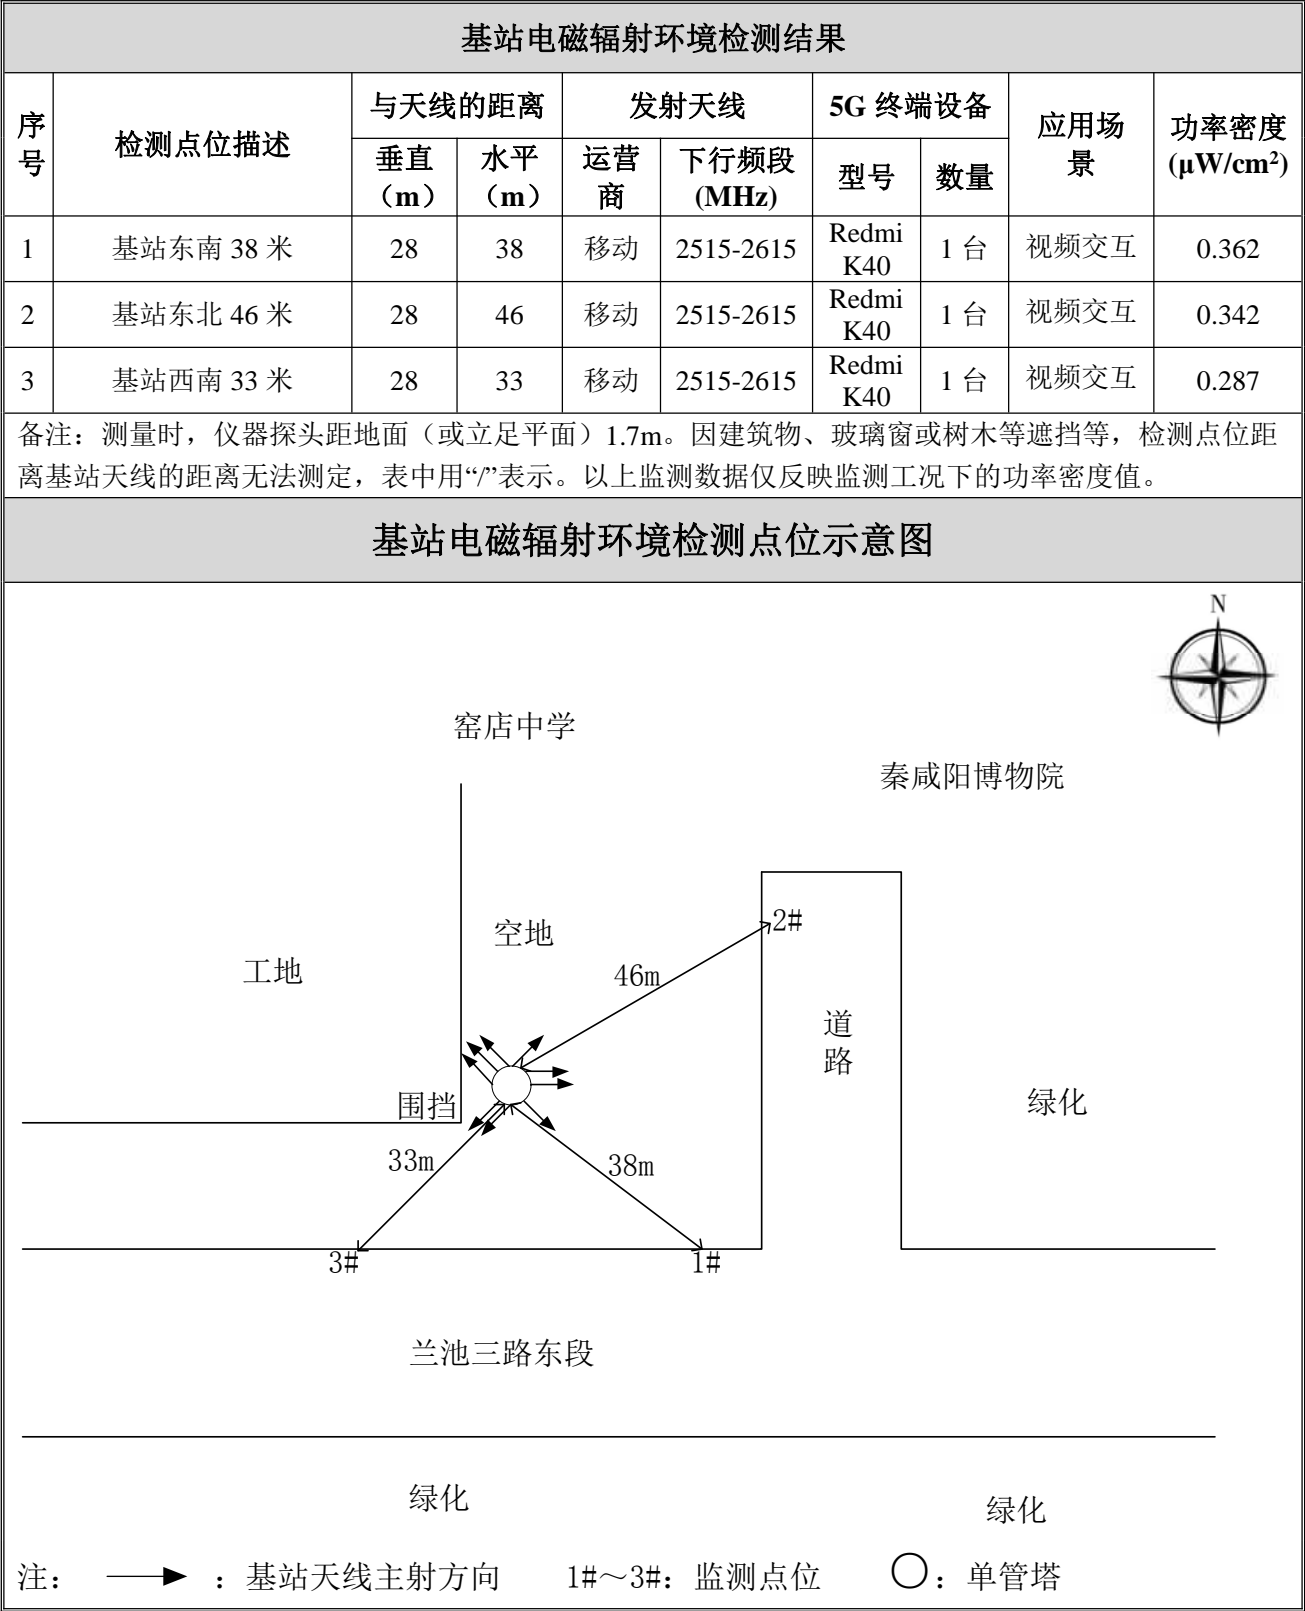 基站电磁辐射环境检测结果
序号 检测点位描述 与天线的距离 发射天线 5G 终端设备 应用场景 功率密度(μW/cm²)
垂直（m） 水平（m） 运营商 下行频段(MHz) 型号 数量
1 基站东南 38 米 28 38 移动 2515-2615 Redmi K40 1 台 视频交互 0.362
2 基站东北 46 米 28 46 移动 2515-2615 Redmi K40 1 台 视频交互 0.342
3 基站西南 33 米 28 33 移动 2515-2615 Redmi K40 1 台 视频交互 0.287
备注：测量时，仪器探头距地面（或立足平面）1.7m。因建筑物、玻璃窗或树木等遮挡等，检测点位距
离基站天线的距离无法测定，表中用“/”表示。以上监测数据仅反映监测工况下的功率密度值。
基站电磁辐射环境检测点位示意图
N
窑店中学
秦咸阳博物院
2#
空地
工地
46m
道路
围挡
绿化
33m
38m
3#
1#
兰池三路东段
绿化
绿化
注： ：基站天线主射方向 1#～3#：监测点位 ：单管塔